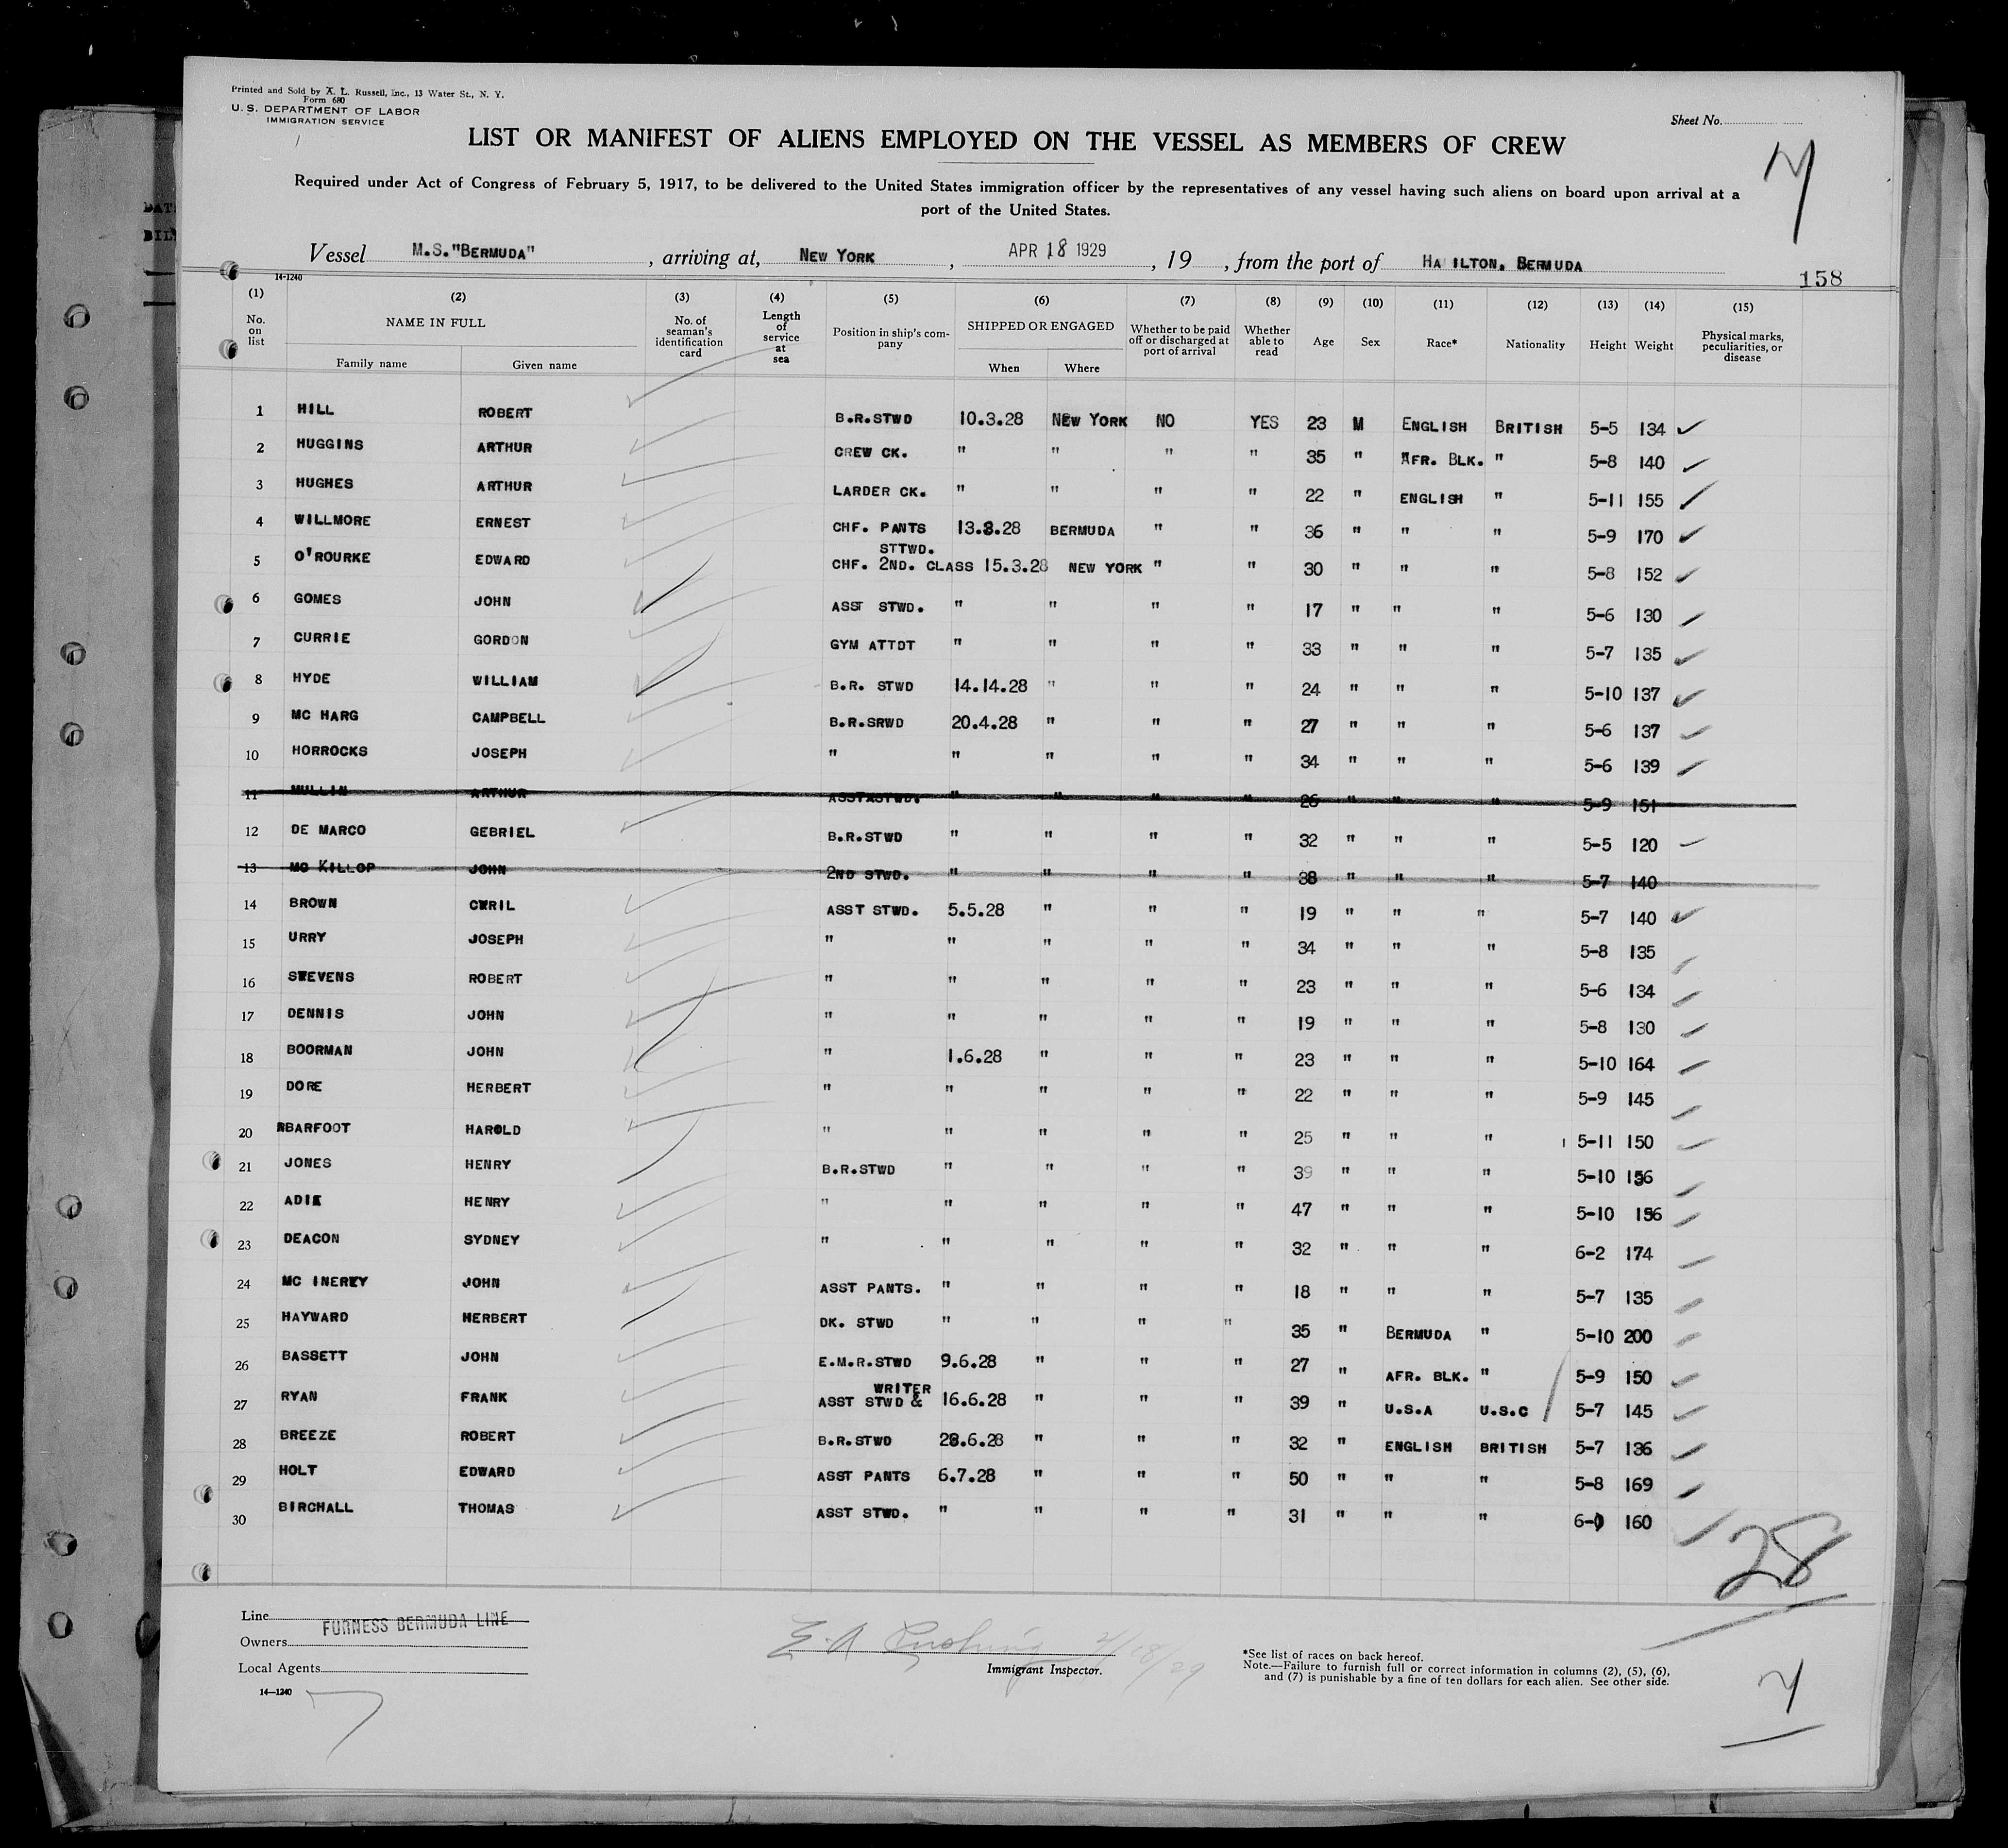 Printed and Sold by A. L. Russell, Inc., 13 Water St., N. Y.
Form 680
U. S. DEPARTMENT OF LABOR
IMMIGRATION SERVICE
Sheet No.
LIST OR MANIFEST OF ALIENS EMPLOYED ON THE VESSEL AS MEMBERS OF CREW
Required under Act of Congress of February 5, 1917, to be delivered to the United States immigration officer by the representatives of any vessel having such aliens on board upon arrival at a
port of the United States.
Vessel M.S."BERMUDA", arriving at, NEW YORK, APR 18 1929, 19, from the port of HA ILTON, BERMUDA
14-1240
158
(1) (2) (3) (4) (5) (6) (7) (8) (9) (10) (11) (12) (13) (14) (15)
No. on list NAME IN FULL Family name Given name No. of seaman's identification card Length of service at sea Position in ship's company SHIPPED OR ENGAGED When Where Whether to be paid off or discharged at port of arrival Whether able to read Age Sex Race* Nationality Height Weight Physical marks, peculiarities, or disease
1 HILL ROBERT B.R.STWD 10.3.28 NEW YORK NO YES 23 M ENGLISH BRITISH 5-5 134
2 HUGGINS ARTHUR CREW CK. " " " " 35 " AFR. BLK. " 5-8 140
3 HUGHES ARTHUR LARDER CK. " " " " 22 " ENGLISH " 5-11 155
4 WILLMORE ERNEST CHF. PANTS 13.3.28 BERMUDA " " 36 " " " 5-9 170
STTWD.
5 O'ROURKE EDWARD CHF. 2ND. CLASS 15.3.28 NEW YORK " " 30 " " " 5-8 152
6 GOMES JOHN ASST STWD. " " " " 17 " " " 5-6 130
7 CURRIE GORDON GYM ATTDT " " " " 33 " " " 5-7 135
8 HYDE WILLIAM B.R. STWD 14.14.28 " " " 24 " " " 5-10 137
9 MC HARG CAMPBELL B.R.SRWD 20.4.28 " " " 27 " " " 5-6 137
10 HORROCKS JOSEPH " " " " " 34 " " " 5-6 139
11 MULLIN ARTHUR ASSTXSTWD. " " " " 26 " " " 5-9 151
12 DE MARCO GEBRIEL B.R.STWD " " " " 32 " " " 5-5 120
13 MC KILLOP JOHN 2ND STWD. " " " " 38 " " " 5-7 140
14 BROWN CYRIL ASST STWD. 5.5.28 " " " 19 " " " 5-7 140
15 URRY JOSEPH " " " " " 34 " " " 5-8 135
16 STEVENS ROBERT " " " " " 23 " " " 5-6 134
17 DENNIS JOHN " " " " " 19 " " " 5-8 130
18 BOORMAN JOHN " 1.6.28 " " " 23 " " " 5-10 164
19 DORE HERBERT " " " " " 22 " " " 5-9 145
20 BARFOOT HAROLD " " " " " 25 " " " 5-11 150
21 JONES HENRY B.R.STWD " " " " 39 " " " 5-10 156
22 ADIE HENRY " " " " " 47 " " " 5-10 156
23 DEACON SYDNEY " " " " " 32 " " " 6-2 174
24 MC INEREY JOHN ASST PANTS. " " " " 18 " " " 5-7 135
25 HAYWARD HERBERT DK. STWD " " " " 35 " BERMUDA " 5-10 200
26 BASSETT JOHN E.M.R.STWD 9.6.28 " " " 27 " AFR. BLK. " 5-9 150
WRITER
27 RYAN FRANK ASST STWD & 16.6.28 " " " 39 " U.S.A U.S.C 5-7 145
28 BREEZE ROBERT B.R.STWD 28.6.28 " " " 32 " ENGLISH BRITISH 5-7 136
29 HOLT EDWARD ASST PANTS 6.7.28 " " " 50 " " " 5-8 169
30 BIRCHALL THOMAS ASST STWD. " " " " 31 " " " 6-0 160
28
Line
FURNESS BERMUDA LINE
Owners
Local Agents
14-1240
E. A. 4/18/29
Immigrant Inspector.
*See list of races on back hereof.
Note.—Failure to furnish full or correct information in columns (2), (5), (6),
and (7) is punishable by a fine of ten dollars for each alien. See other side.